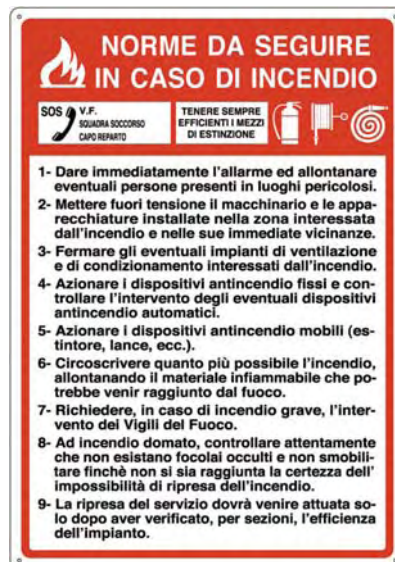 NORME DA SEGUIRE
IN CASO DI INCENDIO
SOS V.F.
SQUADRA SOCCORSO
CAPO REPARTO
TENERE SEMPRE
EFFICIENTI I MEZZI
DI ESTINZIONE
1- Dare immediatamente l'allarme ed allontanare
eventuali persone presenti in luoghi pericolosi.
2- Mettere fuori tensione il macchinario e le appa-
recchiature installate nella zona interessata
dall'incendio e nelle sue immediate vicinanze.
3- Fermare gli eventuali impianti di ventilazione
e di condizionamento interessati dall'incendio.
4- Azionare i dispositivi antincendio fissi e con-
trollare l'intervento degli eventuali dispositivi
antincendio automatici.
5- Azionare i dispositivi antincendio mobili (es-
tintore, lance, ecc.).
6- Circoscrivere quanto più possibile l'incendio,
allontanando il materiale infiammabile che po-
trebbe venir raggiunto dal fuoco.
7- Richiedere, in caso di incendio grave, l'inter-
vento dei Vigili del Fuoco.
8- Ad incendio domato, controllare attentamente
che non esistano focolai occulti e non smobili-
tare finchè non si sia raggiunta la certezza dell'
impossibilità di ripresa dell'incendio.
9- La ripresa del servizio dovrà venire attuata so-
lo dopo aver verificato, per sezioni, l'efficienza
dell'impianto.